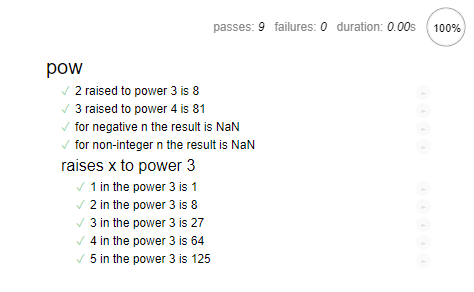 passes: 9 failures: 0 duration: 0.00s 100%
pow
✓ 2 raised to power 3 is 8
✓ 3 raised to power 4 is 81
✓ for negative n the result is NaN
✓ for non-integer n the result is NaN
raises x to power 3
✓ 1 in the power 3 is 1
✓ 2 in the power 3 is 8
✓ 3 in the power 3 is 27
✓ 4 in the power 3 is 64
✓ 5 in the power 3 is 125